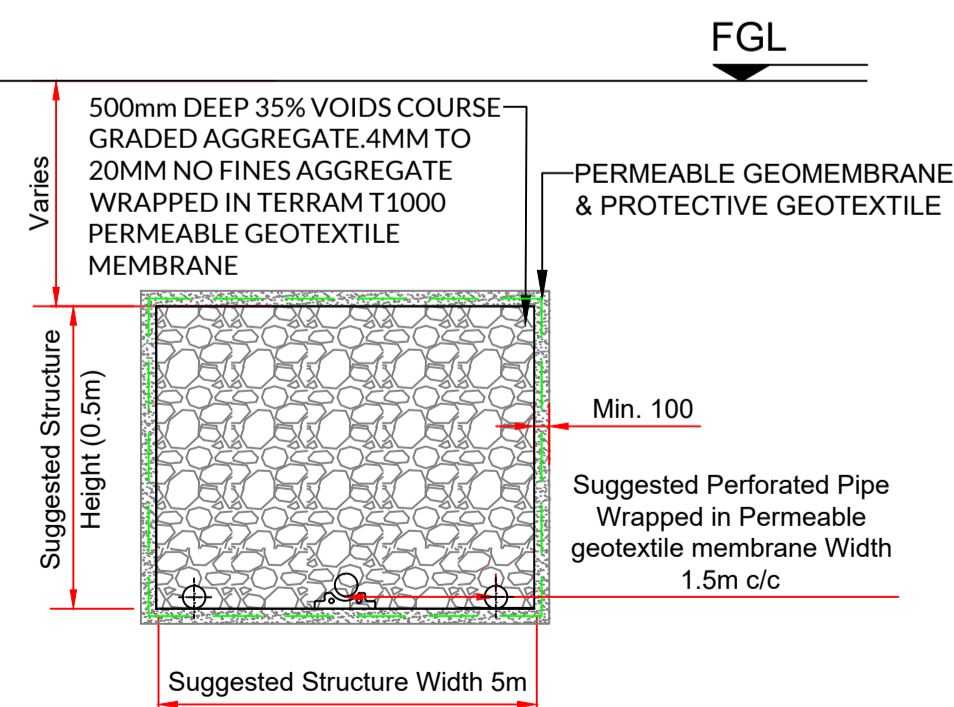 FGL
500mm DEEP 35% VOIDS COURSE
GRADED AGGREGATE.4MM TO
20MM NO FINES AGGREGATE
WRAPPED IN TERRAM T1000
PERMEABLE GEOTEXTILE
MEMBRANE
PERMEABLE GEOMEMBRANE
& PROTECTIVE GEOTEXTILE
Varies
Suggested Structure
Height (0.5m)
Min. 100
Suggested Perforated Pipe
Wrapped in Permeable
geotextile membrane Width
1.5m c/c
Suggested Structure Width 5m